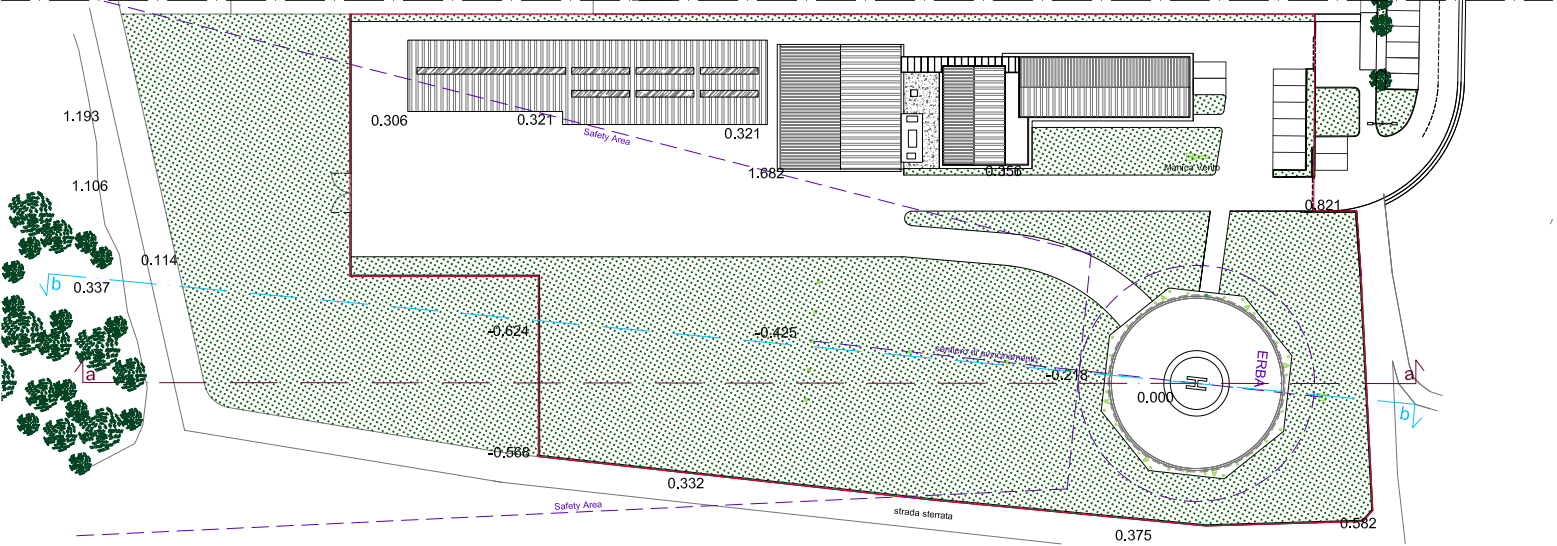 1.193
0.306
0.321
Safety Area
0.321
1.682
0.356
Manica Vento
1.106
0.821
0.114
b
0.337
-0.624
-0.425
sentiero di avvicinamento
ERBA
a
-0.218
0.000
a
b
-0.568
0.332
Safety Area
strada sterrata
0.375
0.582
H